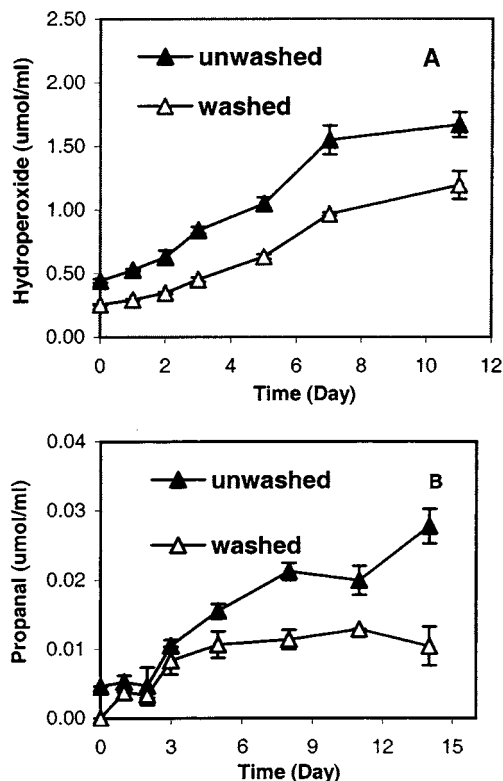 2.50
2.00
1.50
1.00
0.50
0.00
Hydroperoxide (umol/ml)
unwashed
washed
A
0 2 4 6 8 10 12
Time (Day)
0.04
0.03
0.02
0.01
0.00
Propanal (umol/ml)
unwashed
washed
B
0 3 6 9 12 15
Time (Day)